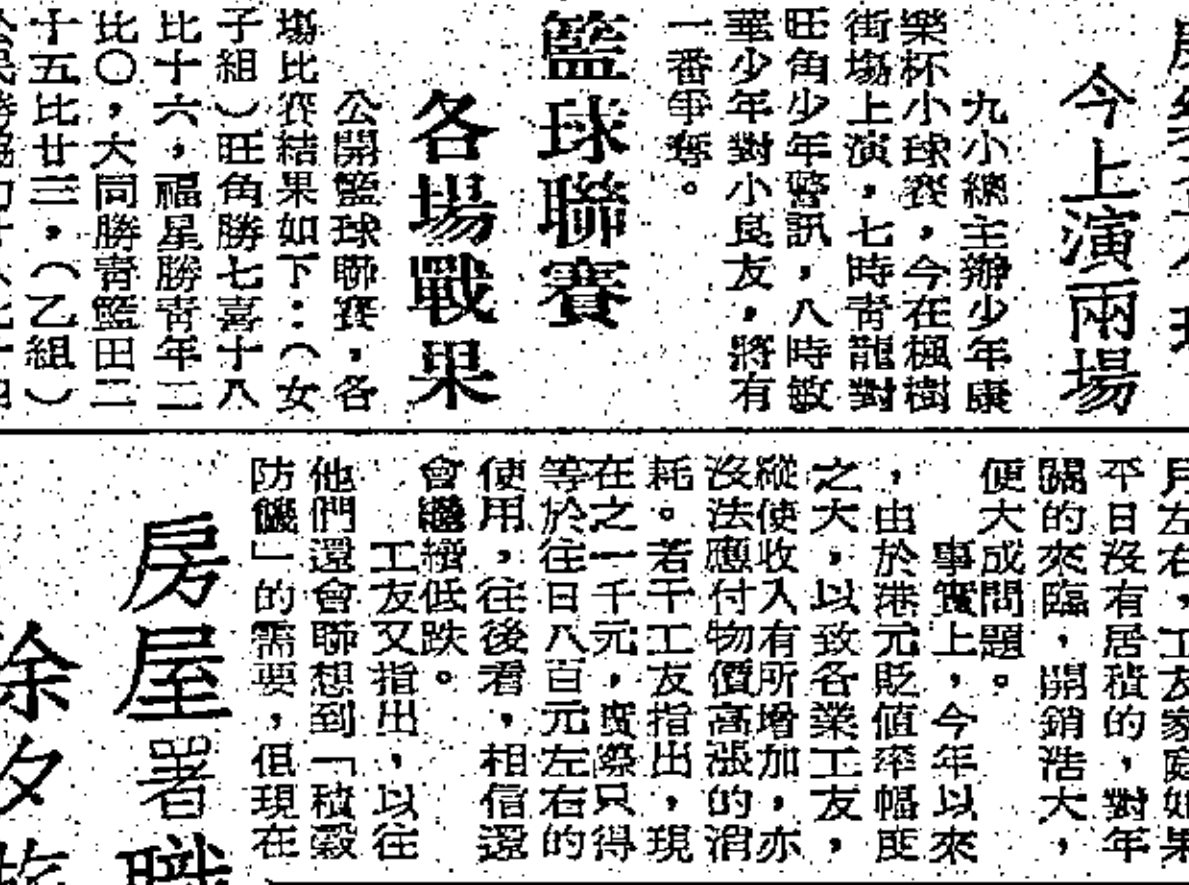 今上演兩場
九小總主辦少年康
樂杯小球賽，今在楓樹
街塲上演，七時靑龍對
旺角少年警訊，八時敏
華少年對小良友，將有
一番爭奪。
籃球聯賽
各場戰果
公開籃球聯賽，各
塲比賽結果如下：（女
子組）旺角勝七喜十八
比十六，福星勝靑年二
比〇，大同勝靑籃田二
十五比廿三，（乙組）
月左右，工友家庭如果
平日沒有居積的，對年
關的來臨，開銷浩大，
便大成問題。
事實上，今年以來
，由於港元貶值率幅度
之大，以致各業工友，
縱使收入有所增加，亦
沒法應付物價高漲的消
耗。若干工友指出，現
在之一千元，實際只得
等於往日八百元左右的
使用，往後看，相信還
會繼續低跌。
工友又指出，以往
他們還會聯想到「積穀
防饑」的需要，但現在
房屋署職
除夕